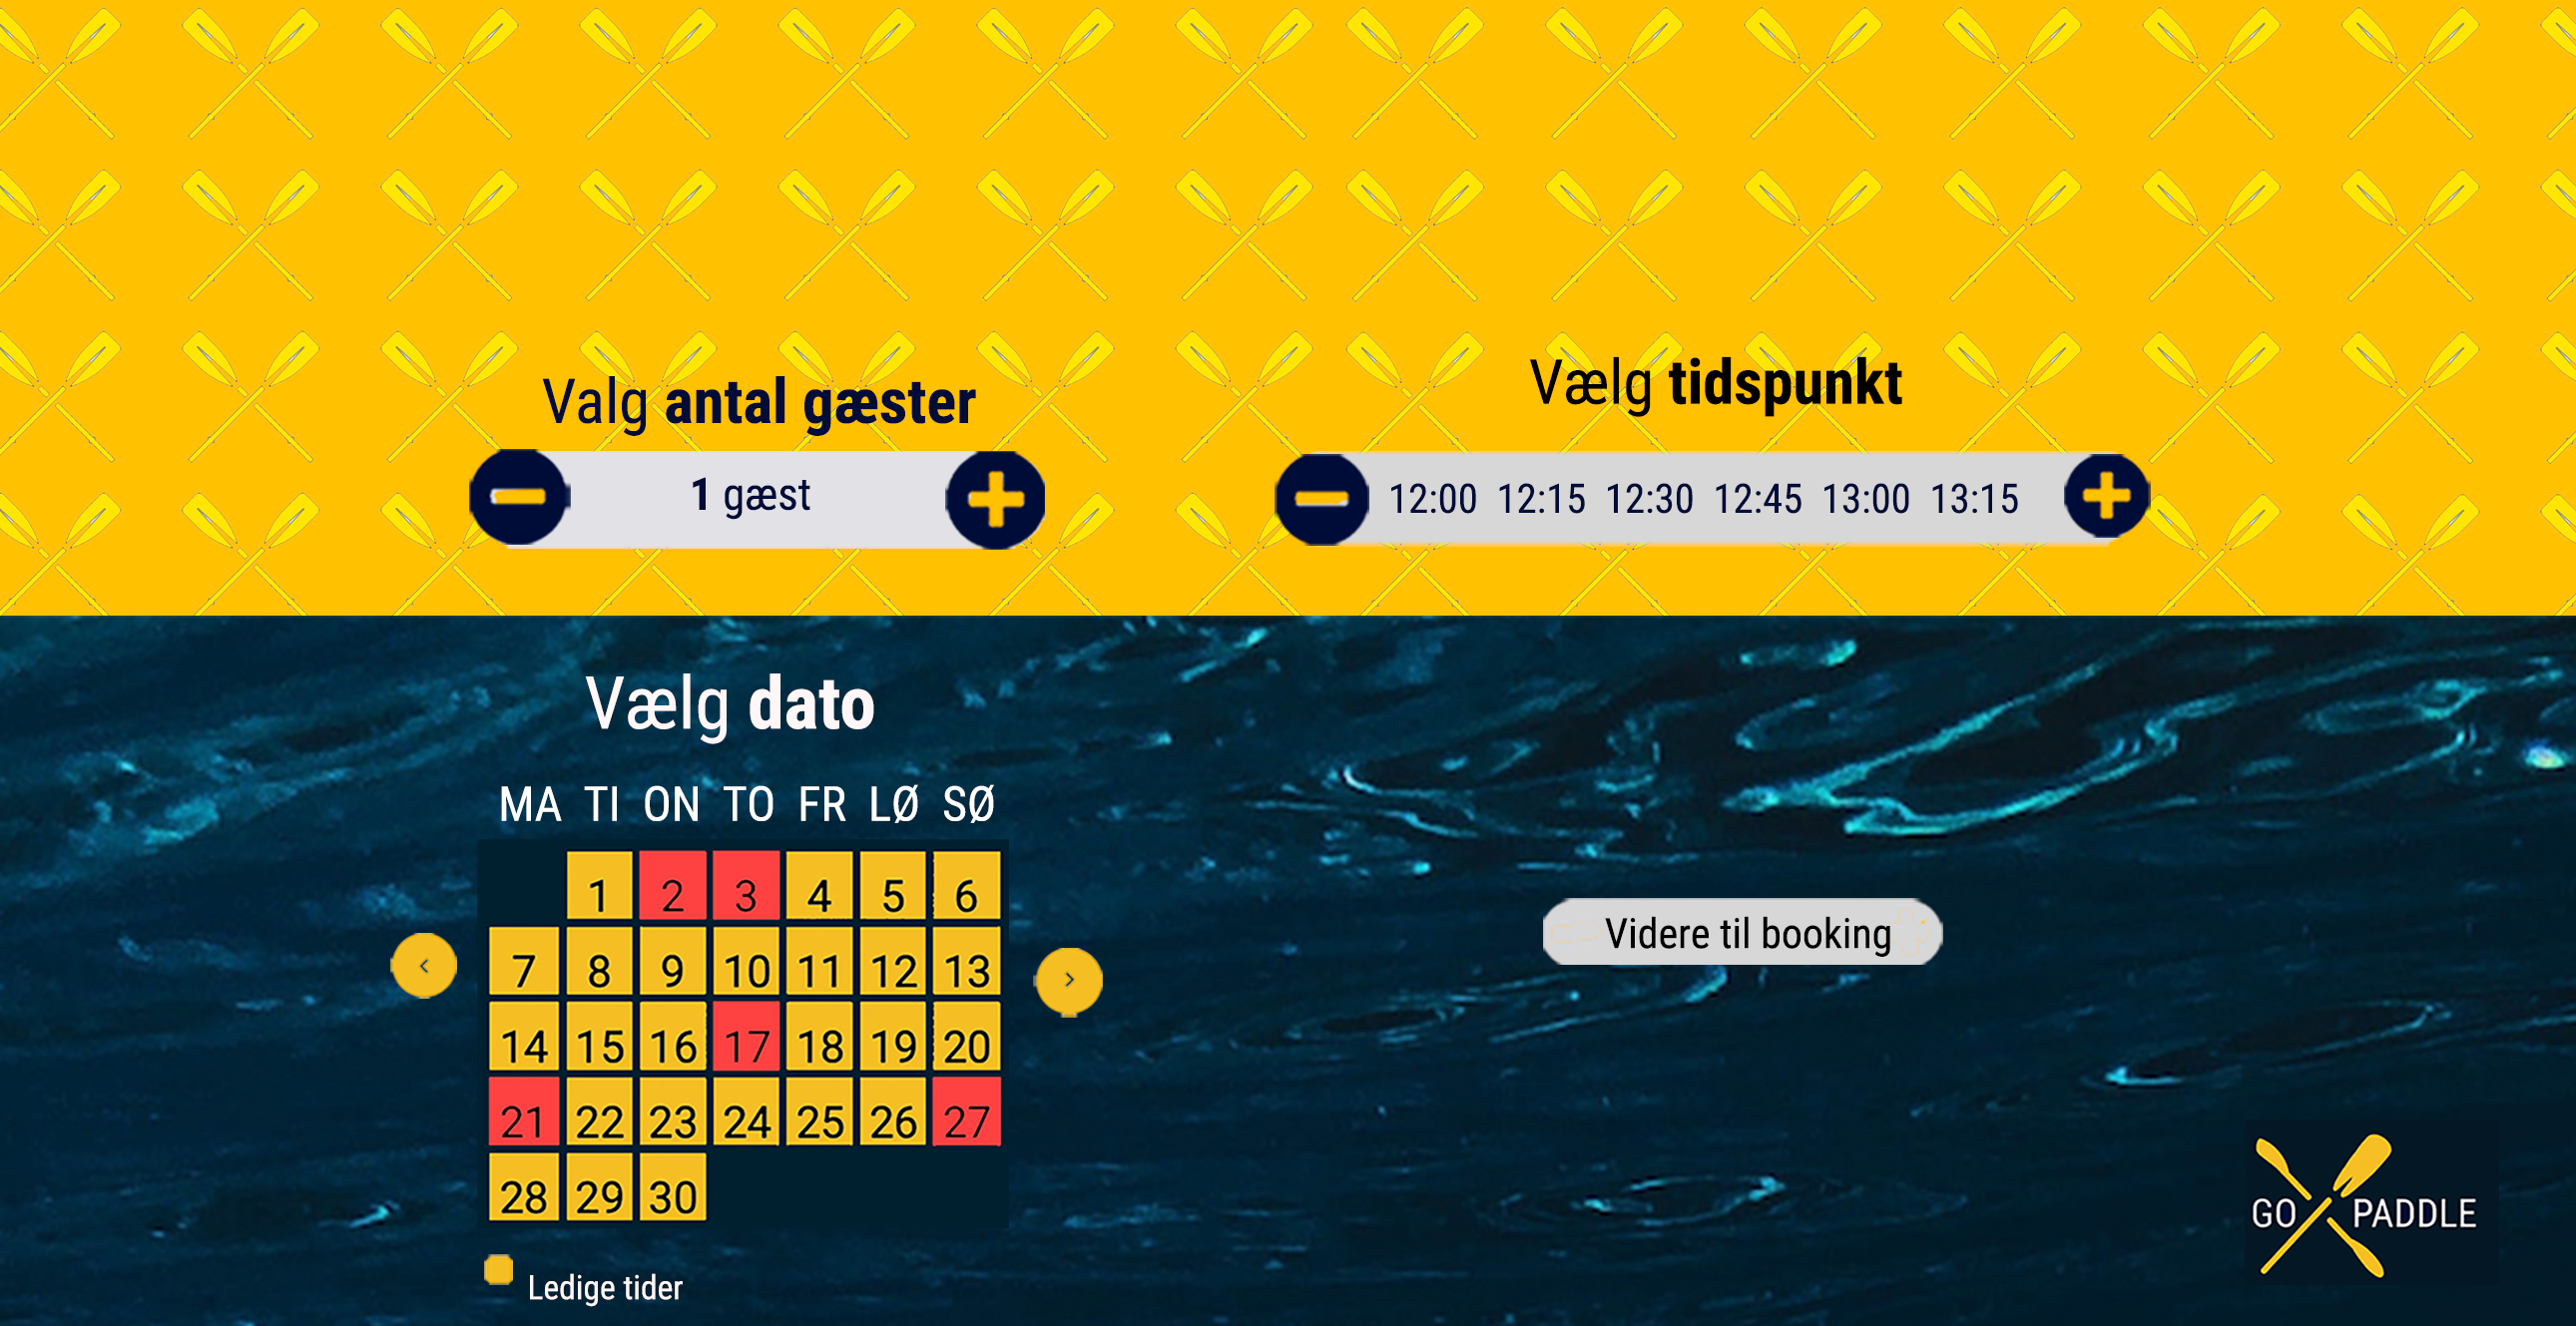 Valg antal gæster
1 gæst
Vælg tidspunkt
12:00 12:15 12:30 12:45 13:00 13:15
Vælg dato
MA TI ON TO FR LØ SØ
1 2 3 4 5 6
7 8 9 10 11 12 13
14 15 16 17 18 19 20
21 22 23 24 25 26 27
28 29 30
Ledige tider
Videre til booking
GO PADDLE